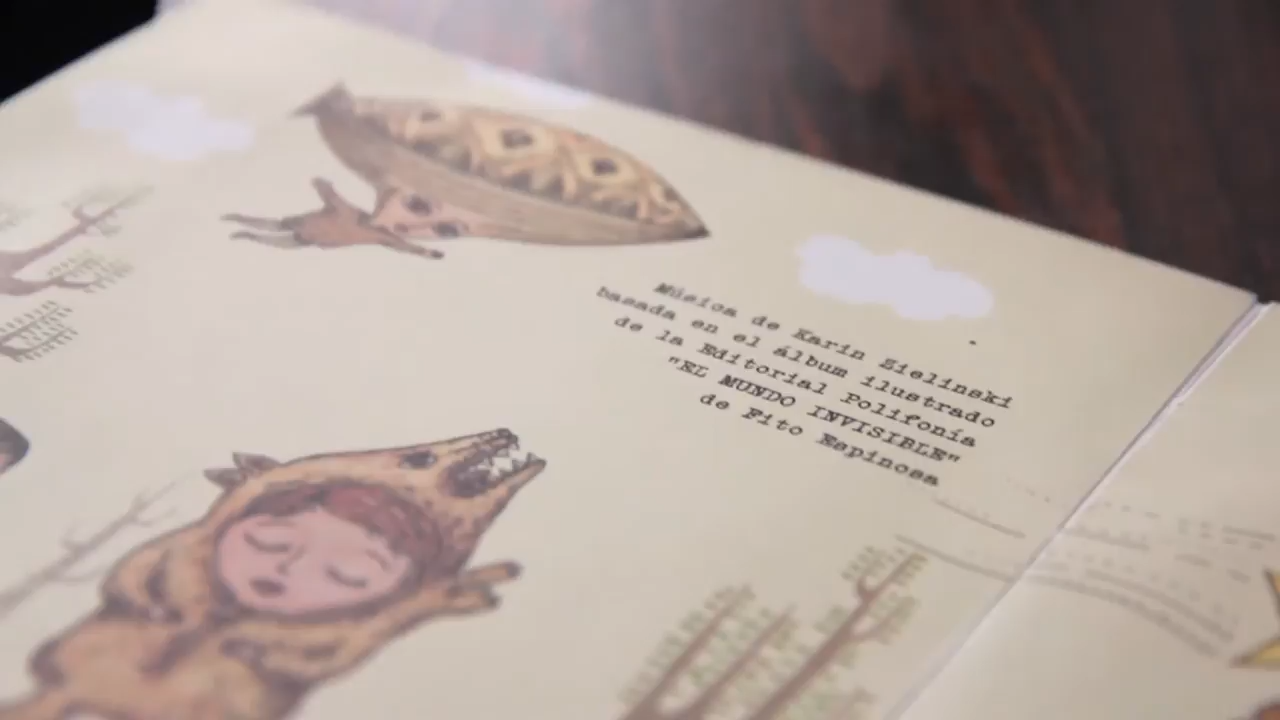 Música de Karin Zielinski
basada en el álbum ilustrado
de la Editorial Polifonía
"EL MUNDO INVISIBLE"
de Fito Espinosa